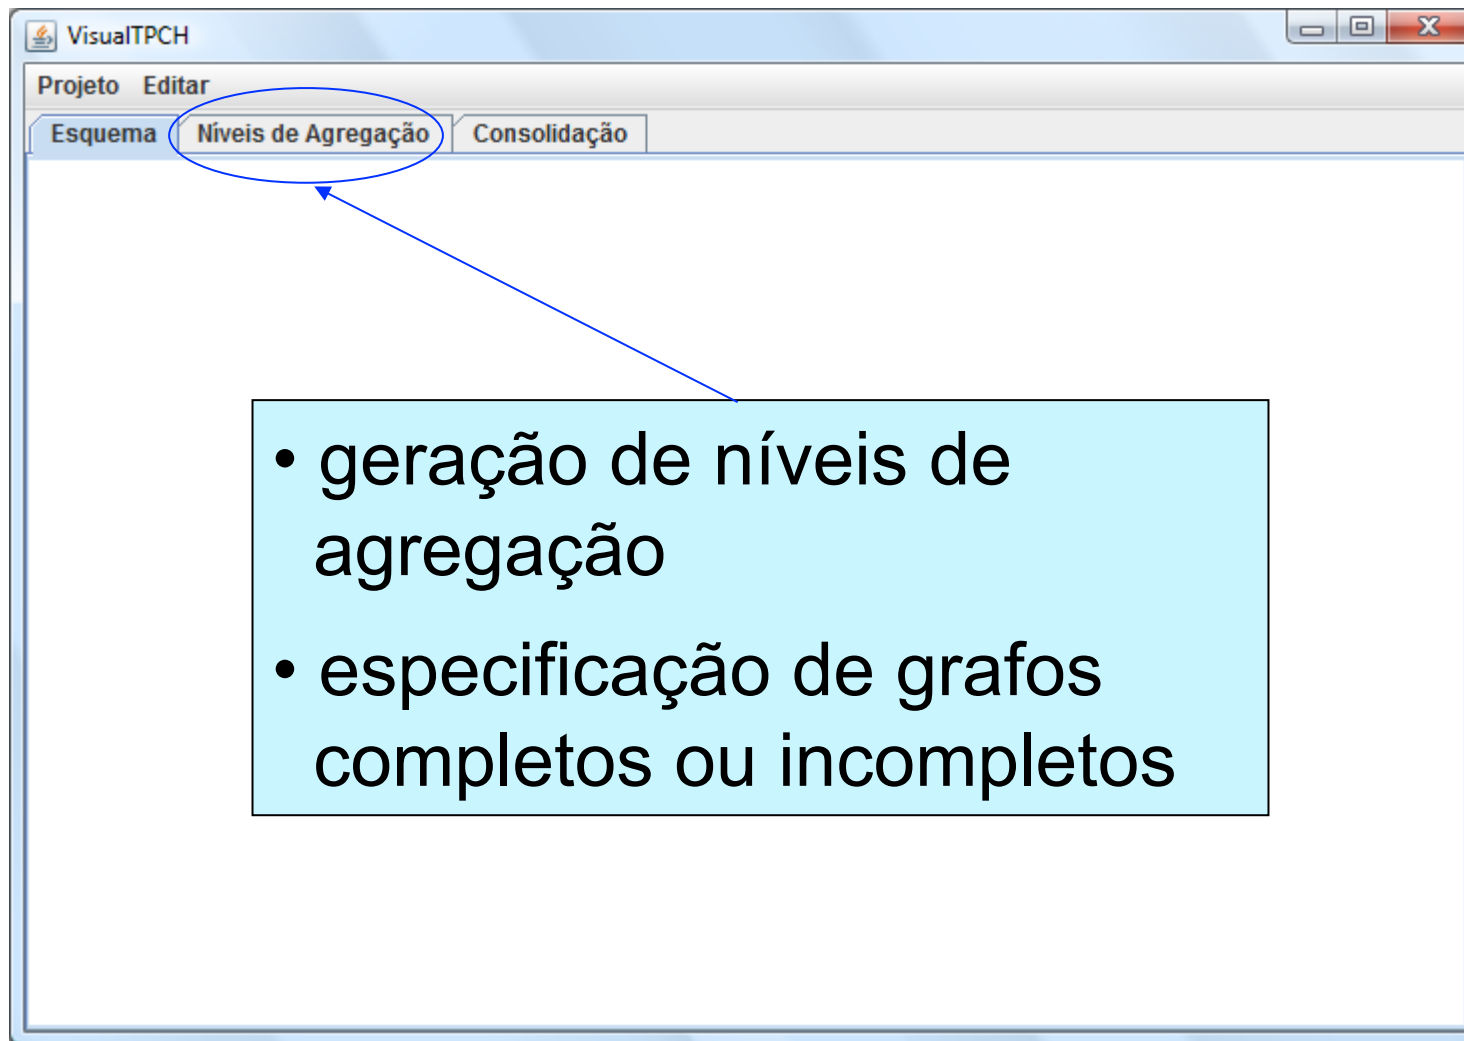 VisualTPCH
Projeto Editar
Esquema Níveis de Agregação Consolidação
• geração de níveis de
agregação
• especificação de grafos
completos ou incompletos